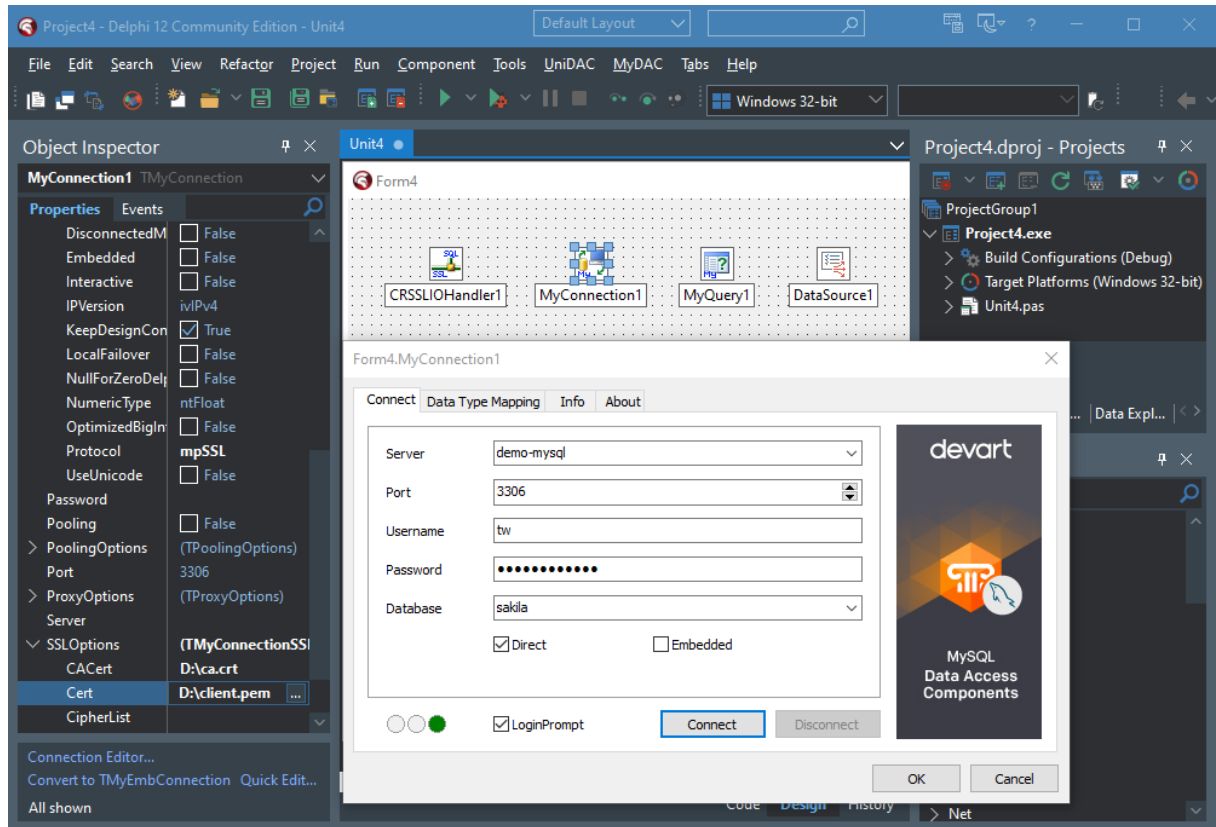 Project4 - Delphi 12 Community Edition - Unit4
Default Layout
File Edit Search View Refactor Project Run Component Tools UniDAC MyDAC Tabs Help
Windows 32-bit
Object Inspector
MyConnection1 TMyConnection
Properties Events
DisconnectedM False
Embedded False
Interactive False
IPVersion ivIPv4
KeepDesignCon True
LocalFailover False
NullForZeroDel False
NumericType ntFloat
OptimizedBigIn False
Protocol mpSSL
UseUnicode False
Password
Pooling False
PoolingOptions (TPoolingOptions)
Port 3306
ProxyOptions (TProxyOptions)
Server
SSLOptions (TMyConnectionSSl
CACert D:\ca.crt
Cert D:\client.pem ...
CipherList
Connection Editor...
Convert to TMyEmbConnection Quick Edit...
All shown
Unit4
Form4
SQL
SSL
My
My
CRSSLIOHandler1 MyConnection1 MyQuery1 DataSource1
Form4.MyConnection1
Connect Data Type Mapping Info About
Server demo-mysql
Port 3306
Username tw
Password ••••••••••••
Database sakila
Direct Embedded
LoginPrompt Connect Disconnect
devart
MySQL
Data Access
Components
OK Cancel
Code Design History
Project4.dproj - Projects
ProjectGroup1
Project4.exe
Build Configurations (Debug)
Target Platforms (Windows 32-bit)
Unit4.pas
... Data Expl...
Net